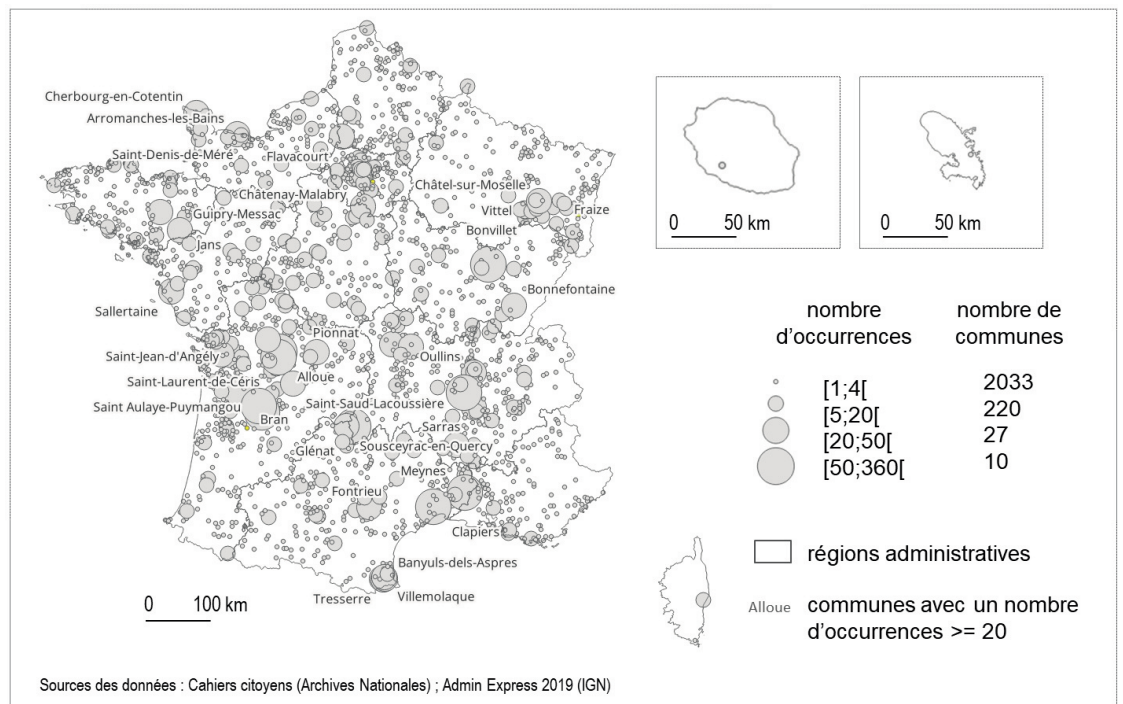 Cherbourg-en-Cotentin
Arromanches-les-Bains
Saint-Denis-de-Méré
Flavacourt
Châtenay-Malabry
Châtel-sur-Moselle
Guipry-Messac
Vittel
Fraize
Bonvillet
Jans
Bonnefontaine
Sallertaine
Pionnat
Saint-Jean-d'Angély
Oullins
Saint-Laurent-de-Céris
Alloue
Saint Aulaye-Puymangou
Saint-Saud-Lacoussière
Bran
Sarras
Glénat
Sousceyrac-en-Quercy
Meynes
Fontrieu
Clapiers
Banyuls-dels-Aspres
Tresserre
Villemolaque
0 100 km
0 50 km
0 50 km
nombre d'occurrences
nombre de communes
[1;4[ 2033
[5;20[ 220
[20;50[ 27
[50;360[ 10
régions administratives
Alloue communes avec un nombre
d'occurrences >= 20
Sources des données : Cahiers citoyens (Archives Nationales) ; Admin Express 2019 (IGN)